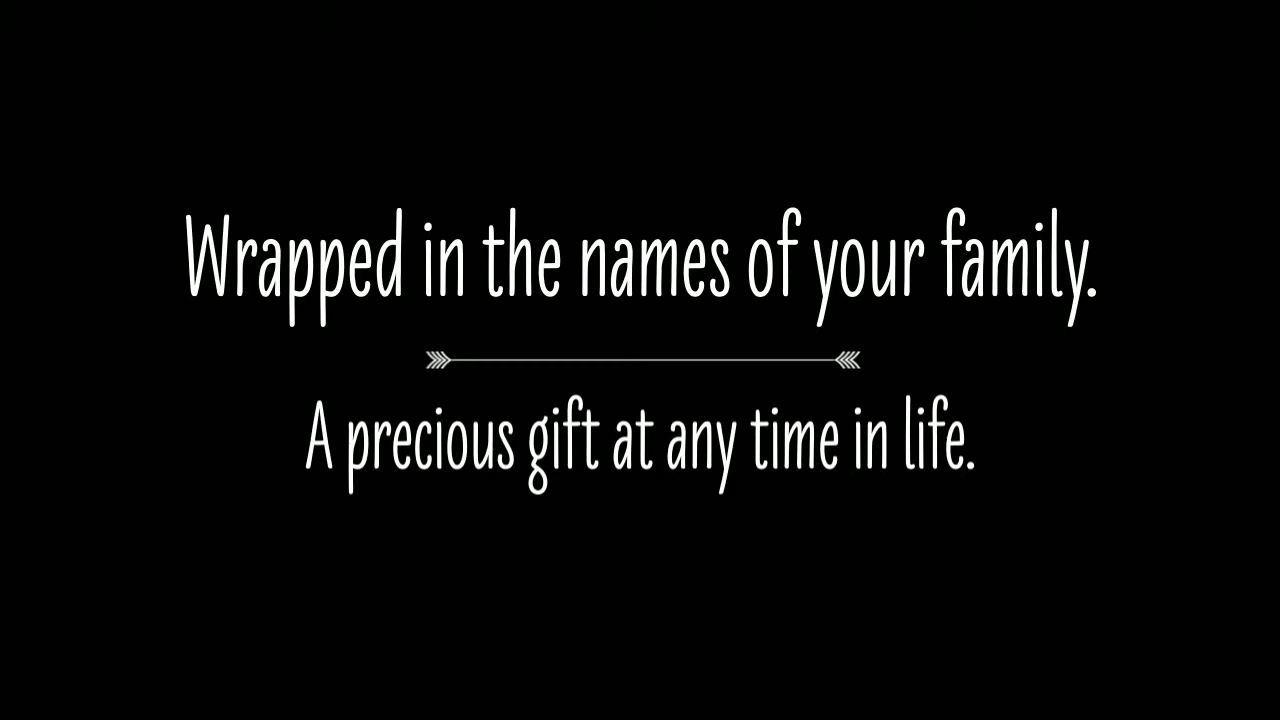 Wrapped in the names of your family.
A precious gift at any time in life.